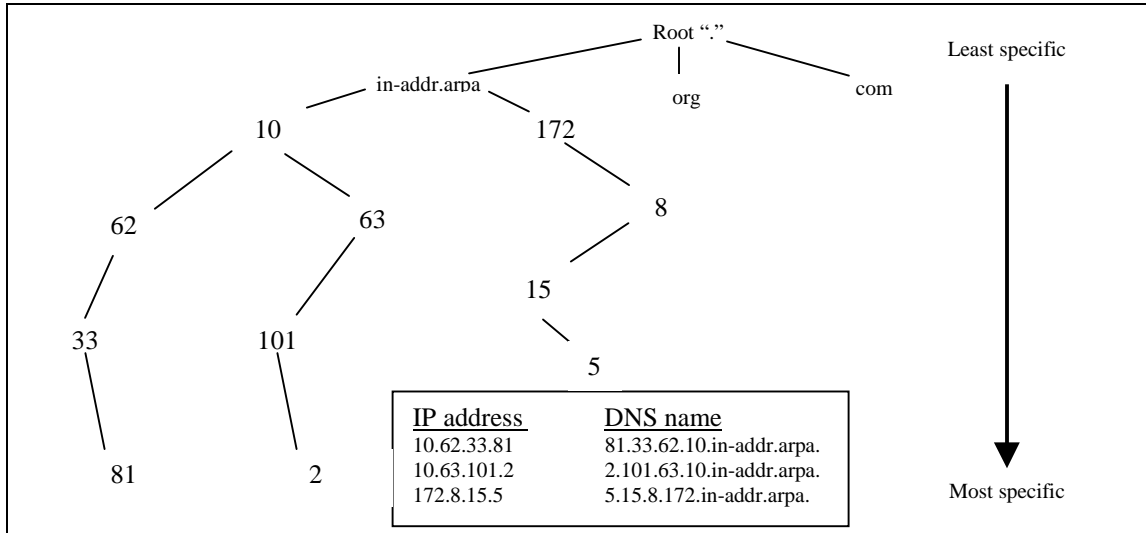 Root “.”
Least specific
in-addr.arpa
org
com
10
172
62
63
8
15
33
101
5
81
2
IP address DNS name
10.62.33.81 81.33.62.10.in-addr.arpa.
10.63.101.2 2.101.63.10.in-addr.arpa.
172.8.15.5 5.15.8.172.in-addr.arpa.
Most specific